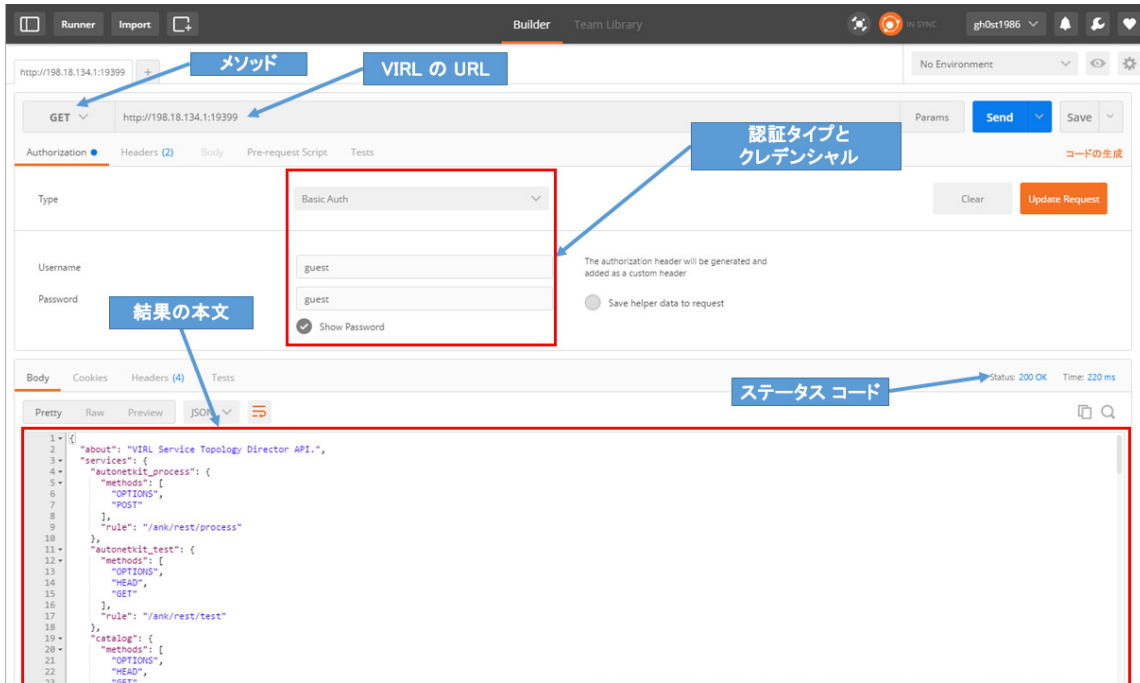 Runner Import Builder Team Library IN SYNC gh0st1986
http://198.18.134.1:19399 + No Environment
メソッド
VIRL の URL
GET http://198.18.134.1:19399 Params Send Save
認証タイプと
クレデンシャル
Authorization Headers (2) Body Pre-request Script Tests コードの生成
Type Basic Auth Clear Update Request
Username guest The authorization header will be generated and
added as a custom header
Password guest Save helper data to request
Show Password
結果の本文
Body Cookies Headers (4) Tests Status: 200 OK Time: 220 ms
ステータス コード
Pretty Raw Preview JSON
1 {
2 "about": "VIRL Service Topology Director API.",
3 "services": {
4 "autonetkit_process": {
5 "methods": [
6 "OPTIONS",
7 "POST"
8 ],
9 "rule": "/ank/rest/process"
10 },
11 "autonetkit_test": {
12 "methods": [
13 "OPTIONS",
14 "HEAD",
15 "GET"
16 ],
17 "rule": "/ank/rest/test"
18 },
19 "catalog": {
20 "methods": [
21 "OPTIONS",
22 "HEAD",
23 "GET"